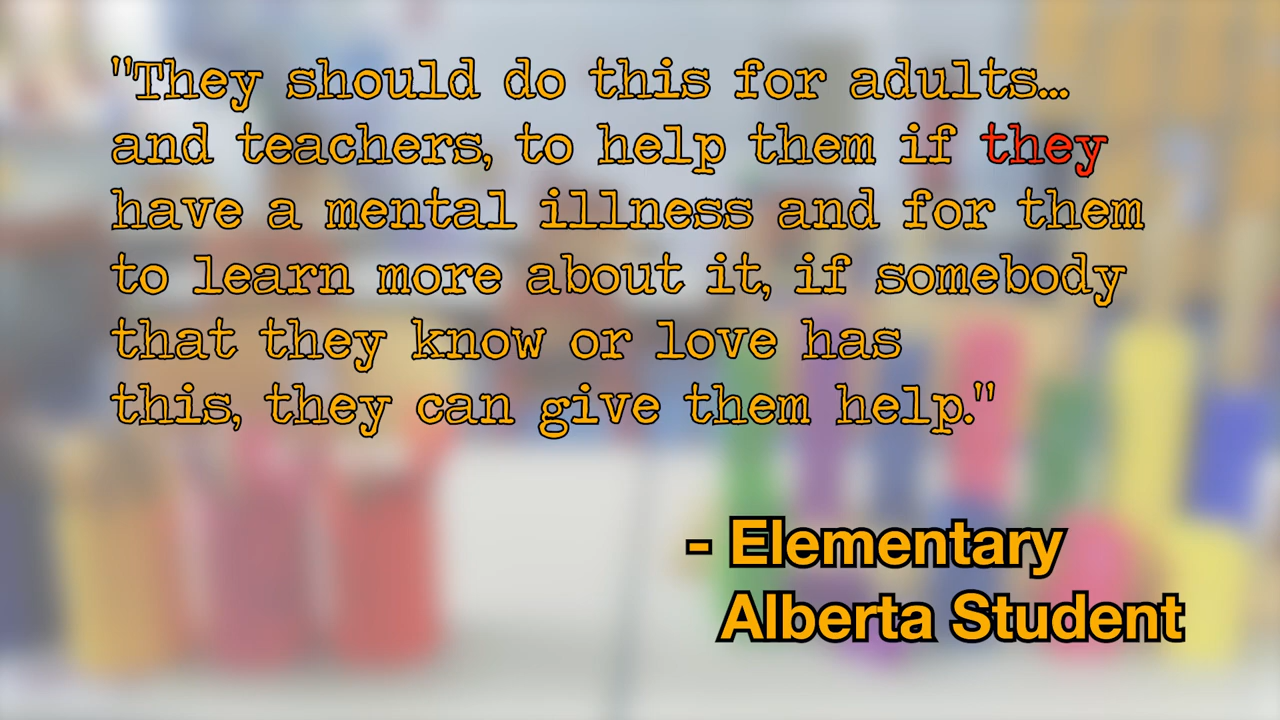 "They should do this for adults...
and teachers, to help them if they
have a mental illness and for them
to learn more about it, if somebody
that they know or love has
this, they can give them help."
- Elementary
Alberta Student